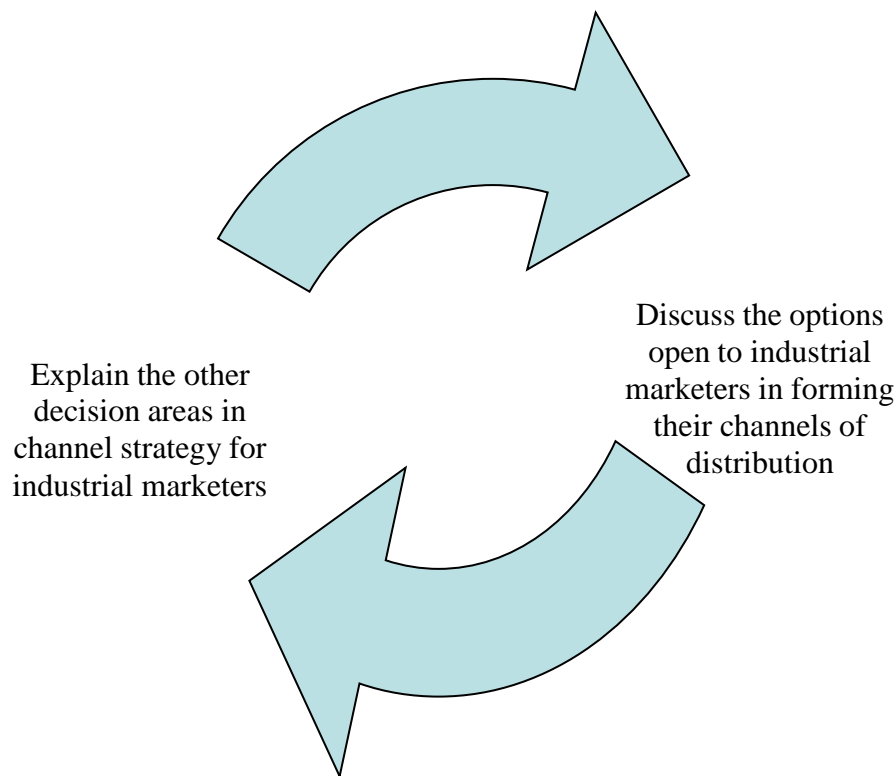 Explain the other
decision areas in
channel strategy for
industrial marketers
Discuss the options
open to industrial
marketers in forming
their channels of
distribution